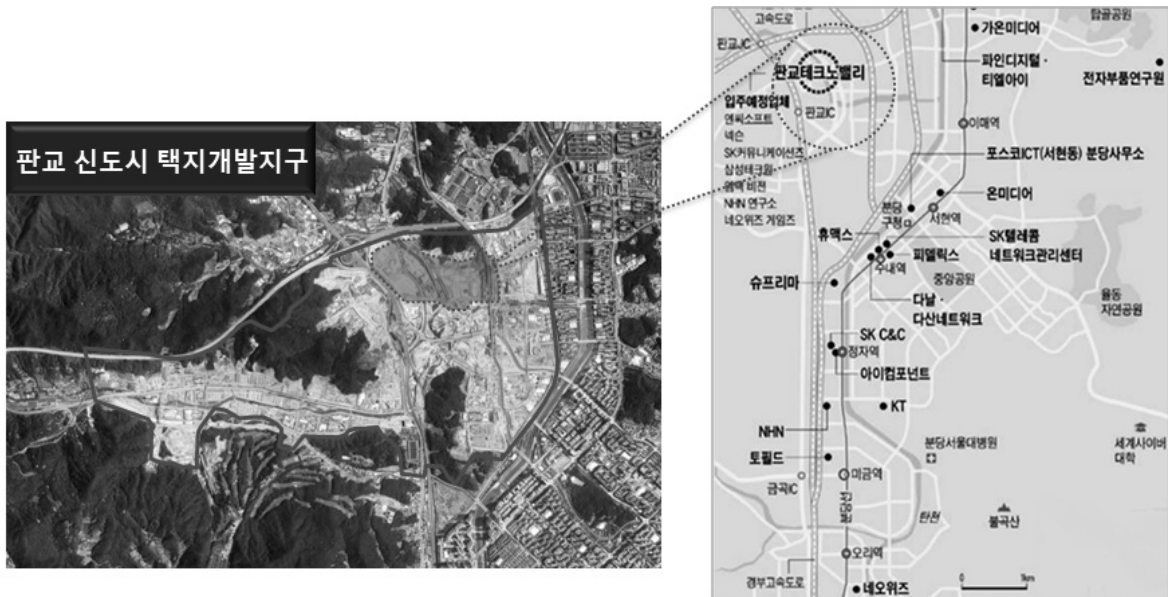 판교 신도시 택지개발지구
고속도로
탑골공원
가온미디어
판교JC
파인디지털 ·
티엘아이
판교테크노밸리
전자부품연구원
입주예정업체
판교IC
엔씨소프트
넥슨
이매역
SK커뮤니케이션즈
포스코ICT(서현동) 분당사무소
삼성테크윈
비젼
온미디어
NHN 연구소
분당
구청
서현역
네오위즈 게임즈
휴맥스
SK텔레콤
네트워크관리센터
피델릭스
수내역
중앙공원
슈프리마
율동
자연공원
다날 ·
다산네트워크
SK C&C
정자역
아이컴포넌트
KT
NHN
분당서울대병원
세계사이버
대학
토필드
미금역
금곡IC
분당선
탄천
불곡산
오리역
경부고속도로
0 1km
네오위즈